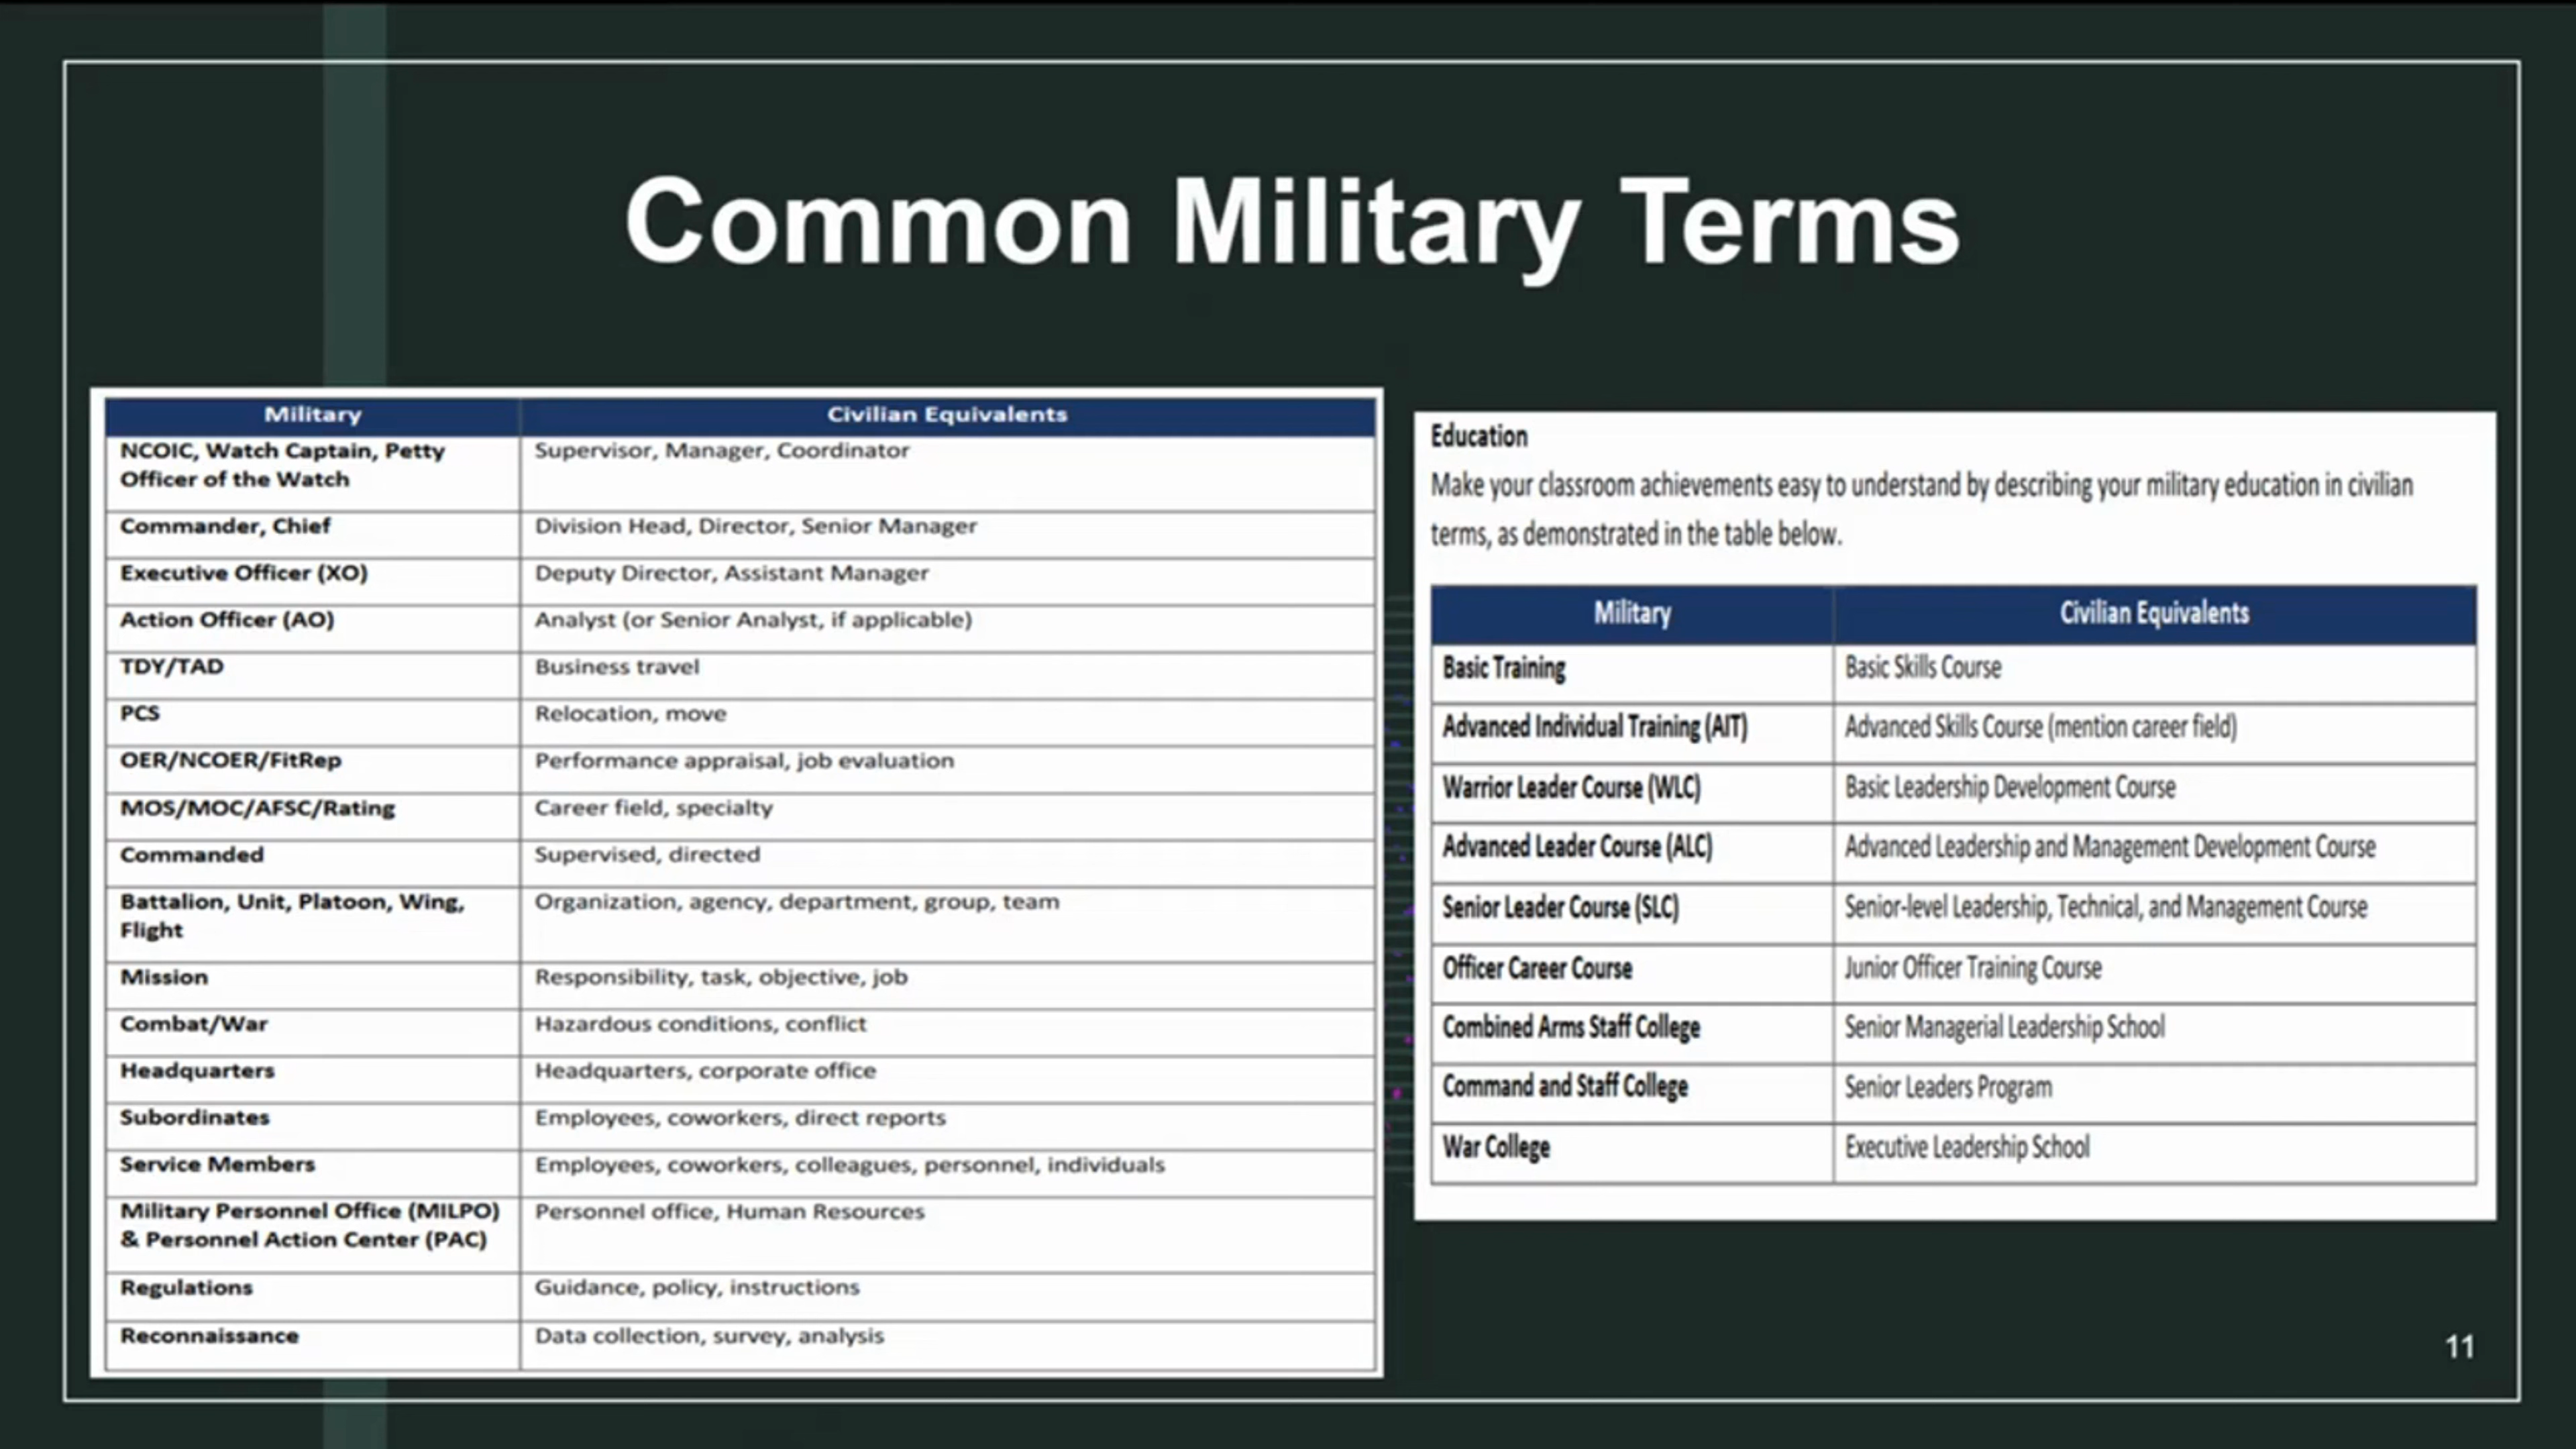 Common Military Terms
Military Civilian Equivalents
NCOIC, Watch Captain, Petty Supervisor, Manager, Coordinator
Officer of the Watch
Commander, Chief Division Head, Director, Senior Manager
Executive Officer (XO) Deputy Director, Assistant Manager
Action Officer (AO) Analyst (or Senior Analyst, if applicable)
TDY/TAD Business travel
PCS Relocation, move
OER/NCOER/FitRep Performance appraisal, job evaluation
MOS/MOC/AFSC/Rating Career field, specialty
Commanded Supervised, directed
Battalion, Unit, Platoon, Wing, Organization, agency, department, group, team
Flight
Mission Responsibility, task, objective, job
Combat/War Hazardous conditions, conflict
Headquarters Headquarters, corporate office
Subordinates Employees, coworkers, direct reports
Service Members Employees, coworkers, colleagues, personnel, individuals
Military Personnel Office (MILPO) Personnel office, Human Resources
& Personnel Action Center (PAC)
Regulations Guidance, policy, instructions
Reconnaissance Data collection, survey, analysis
Education
Make your classroom achievements easy to understand by describing your military education in civilian
terms, as demonstrated in the table below.
Military Civilian Equivalents
Basic Training Basic Skills Course
Advanced Individual Training (AIT) Advanced Skills Course (mention career field)
Warrior Leader Course (WLC) Basic Leadership Development Course
Advanced Leader Course (ALC) Advanced Leadership and Management Development Course
Senior Leader Course (SLC) Senior-level Leadership, Technical, and Management Course
Officer Career Course Junior Officer Training Course
Combined Arms Staff College Senior Managerial Leadership School
Command and Staff College Senior Leaders Program
War College Executive Leadership School
11